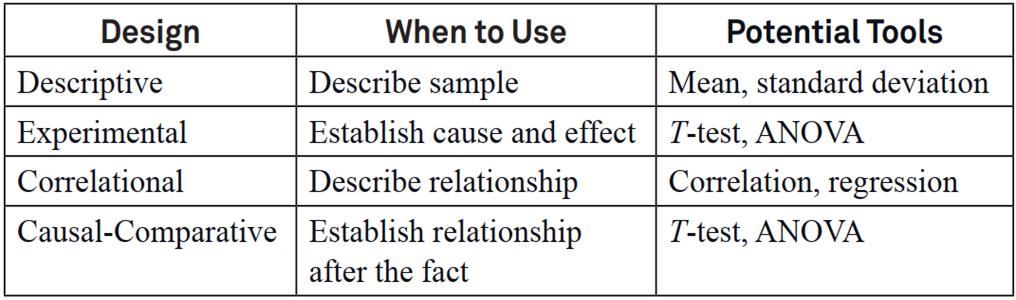 Design When to Use Potential Tools
Descriptive Describe sample Mean, standard deviation
Experimental Establish cause and effect T-test, ANOVA
Correlational Describe relationship Correlation, regression
Causal-Comparative Establish relationship T-test, ANOVA
after the fact